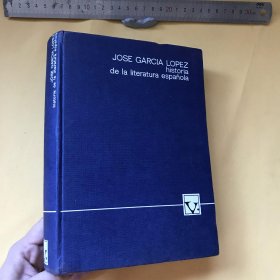 JOSE GARCIA LOPEZ
historia
de la literatura española
V